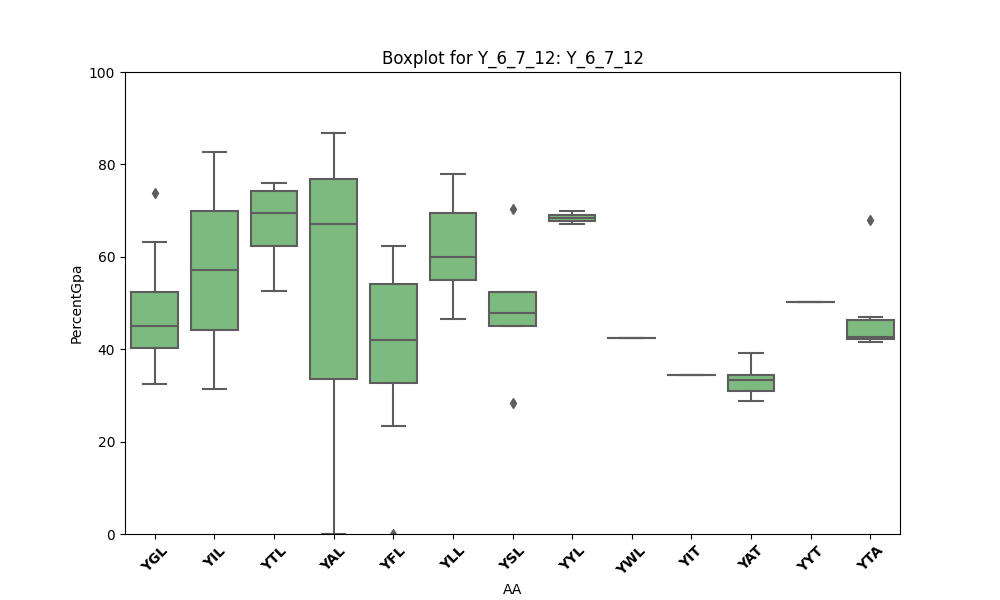 Boxplot for Y_6_7_12: Y_6_7_12
100
80
60
40
20
0
PercentGpa
YGL YIL YTL YAL YFL YLL YSL YYL YWL YIT YAT YYT YTA
AA